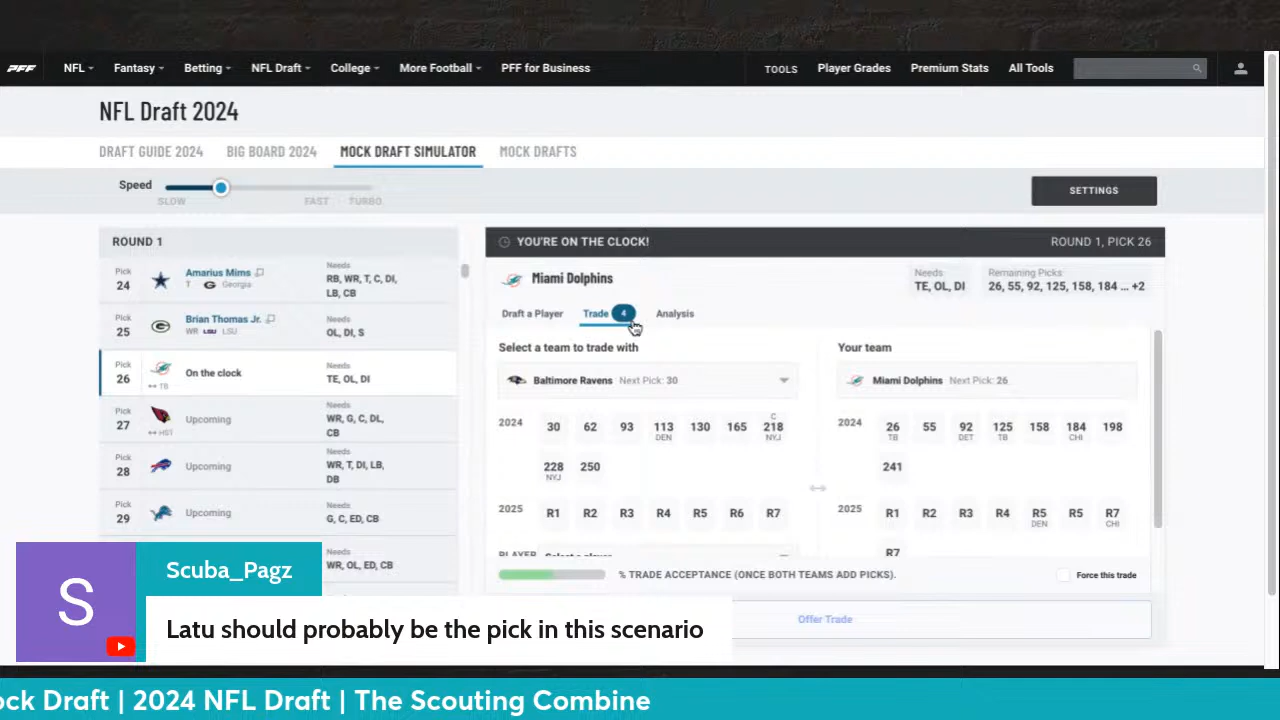 PFF NFL Fantasy Betting NFL Draft College More Football PFF for Business TOOLS Player Grades Premium Stats All Tools
NFL Draft 2024
DRAFT GUIDE 2024 BIG BOARD 2024 MOCK DRAFT SIMULATOR MOCK DRAFTS
Speed
SLOW FAST TURBO
SETTINGS
ROUND 1
Pick
24
Amarius Mims
T G Georgia
Needs
RB, WR, T, C, DI,
LB, CB
Pick
25
Brian Thomas Jr.
WR LSU LSU
Needs
OL, DI, S
Pick
26
TB
On the clock
Needs
TE, OL, DI
Pick
27
HST
Upcoming
Needs
WR, G, C, DL,
CB
Pick
28
Upcoming
Needs
WR, T, DI, LB,
DB
Pick
29
Upcoming
Needs
G, C, ED, CB
Needs
WR, OL, ED, CB
YOU'RE ON THE CLOCK! ROUND 1, PICK 26
Miami Dolphins
Needs
TE, OL, DI
Remaining Picks
26, 55, 92, 125, 158, 184 ... +2
Draft a Player Trade 4 Analysis
Select a team to trade with
Baltimore Ravens Next Pick: 30
2024 30 62 93 113 130 165 218
DEN C NYJ
228 250
NYJ
2025 R1 R2 R3 R4 R5 R6 R7
PLAYER Select a player
Your team
Miami Dolphins Next Pick: 26
2024 26 55 92 125 158 184 198
TB DET TB CHI
241
2025 R1 R2 R3 R4 R5 R5 R7
DEN CHI
R7
% TRADE ACCEPTANCE (ONCE BOTH TEAMS ADD PICKS).
Force this trade
Offer Trade
S
Scuba_Pagz
Latu should probably be the pick in this scenario
ock Draft | 2024 NFL Draft | The Scouting Combine